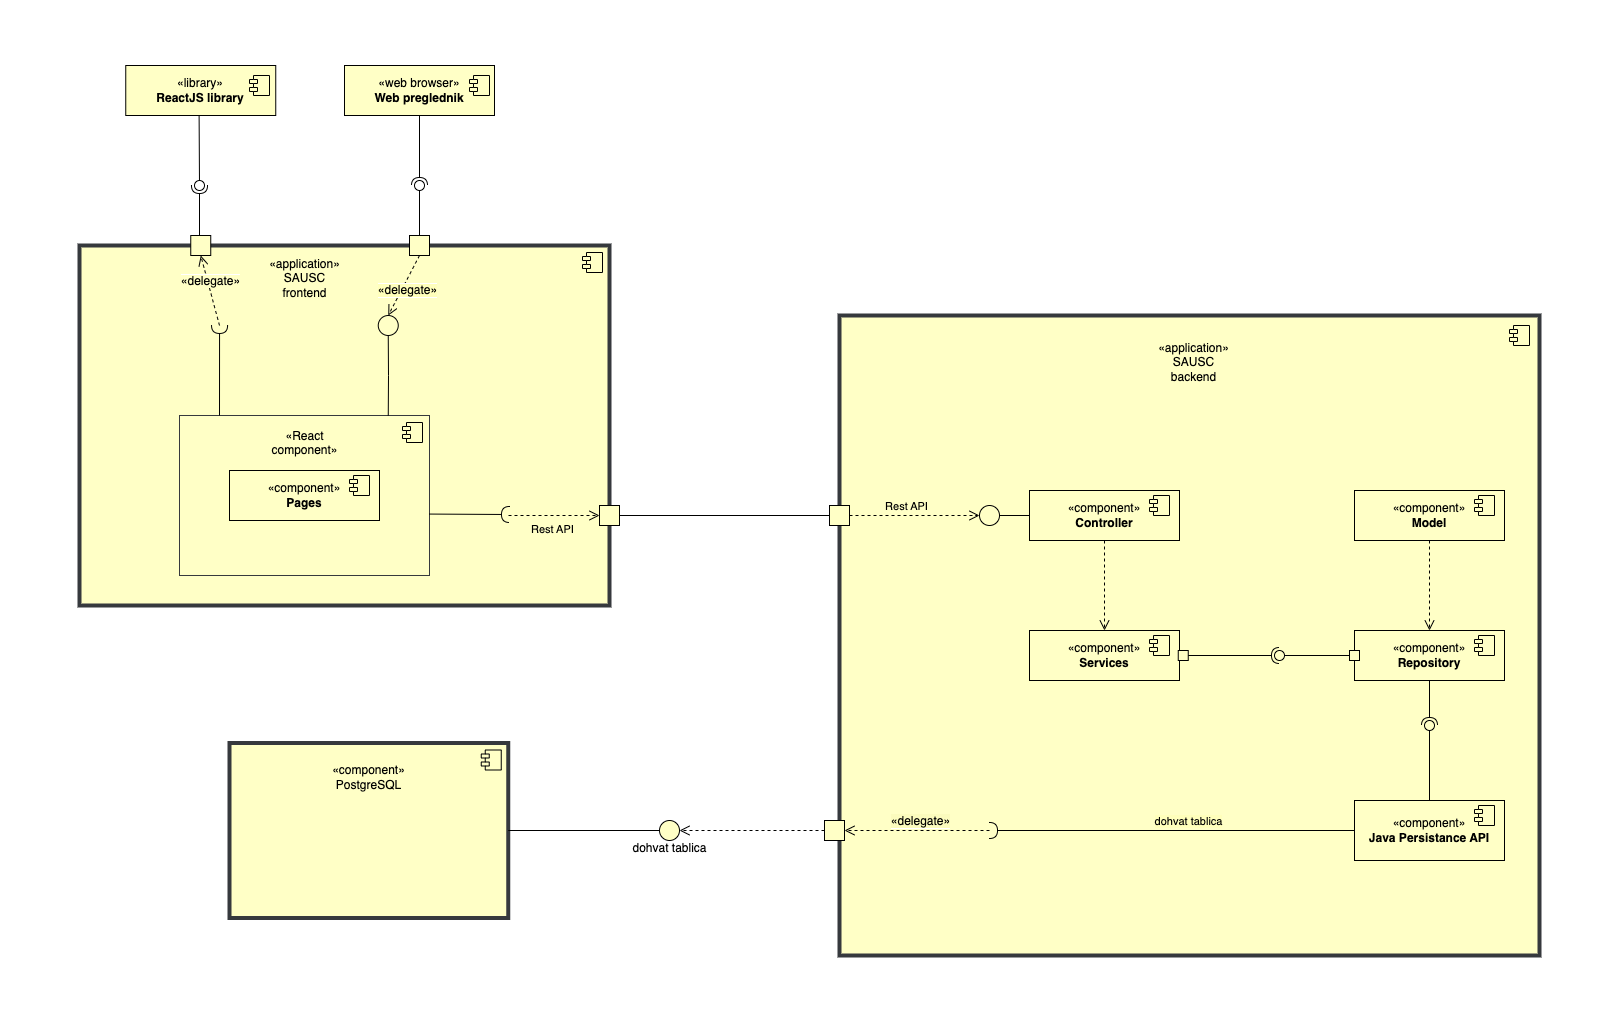 «library»
ReactJS library
«web browser»
Web preglednik
«application»
SAUSC
frontend
«delegate»
«delegate»
«React
component»
«component»
Pages
Rest API
«application»
SAUSC
backend
Rest API
«component»
Controller
«component»
Model
«component»
Services
«component»
Repository
«component»
PostgreSQL
dohvat tablica
«delegate»
dohvat tablica
«component»
Java Persistance API